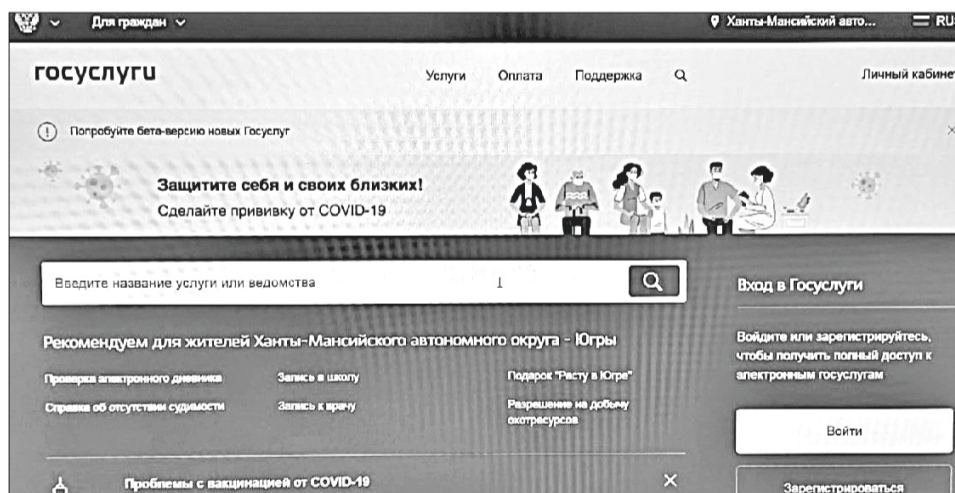 Для граждан
Ханты-Мансийский авто...
RUS
госуслуги
Услуги Оплата Поддержка
Личный кабинет
Попробуйте бета-версию новых Госуслуг
Защитите себя и своих близких!
Сделайте прививку от COVID-19
Введите название услуги или ведомства
Вход в Госуслуги
Рекомендуем для жителей Ханты-Мансийского автономного округа - Югры
Войдите или зарегистрируйтесь,
чтобы получить полный доступ к
электронным госуслугам
Проверка электронного дневника
Запись в школу
Подарок "Расту в Югре"
Справка об отсутствии судимости
Запись к врачу
Разрешение на добычу
охотресурсов
Войти
Проблемы с вакцинацией от COVID-19
Зарегистрироваться